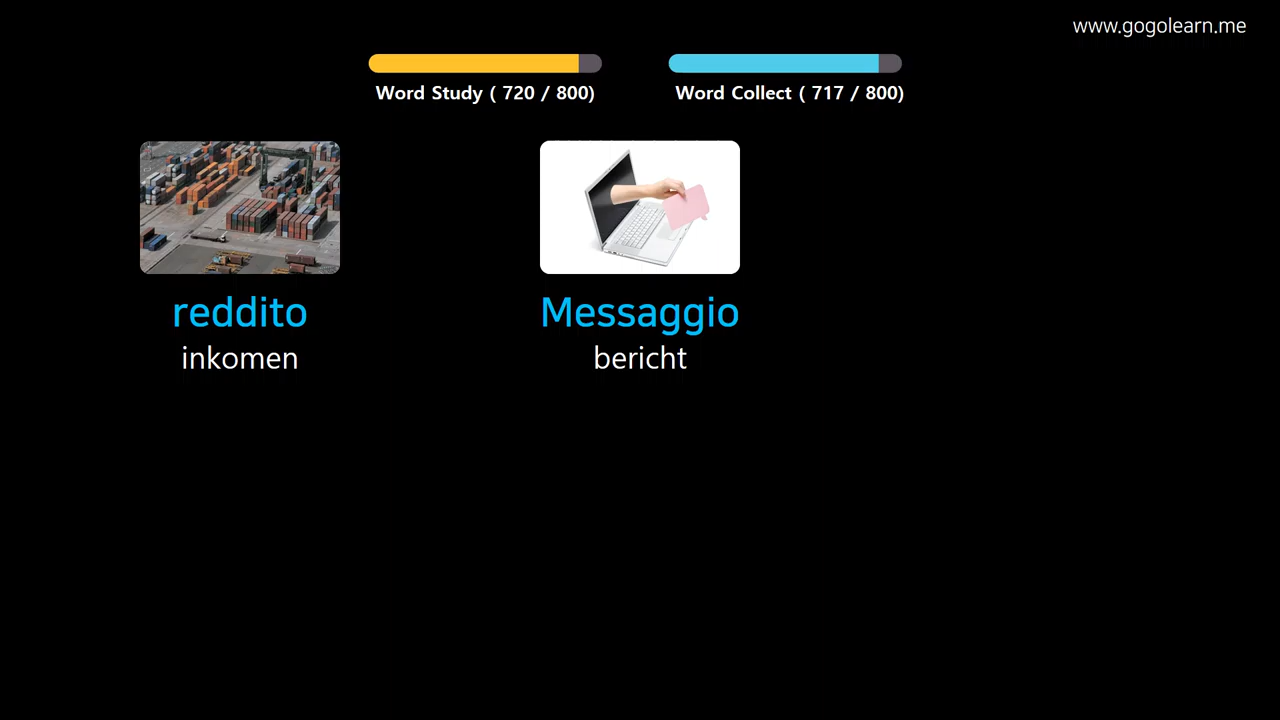 www.gogolearn.me
Word Study ( 720 / 800)
Word Collect ( 717 / 800)
reddito
inkomen
Messaggio
bericht